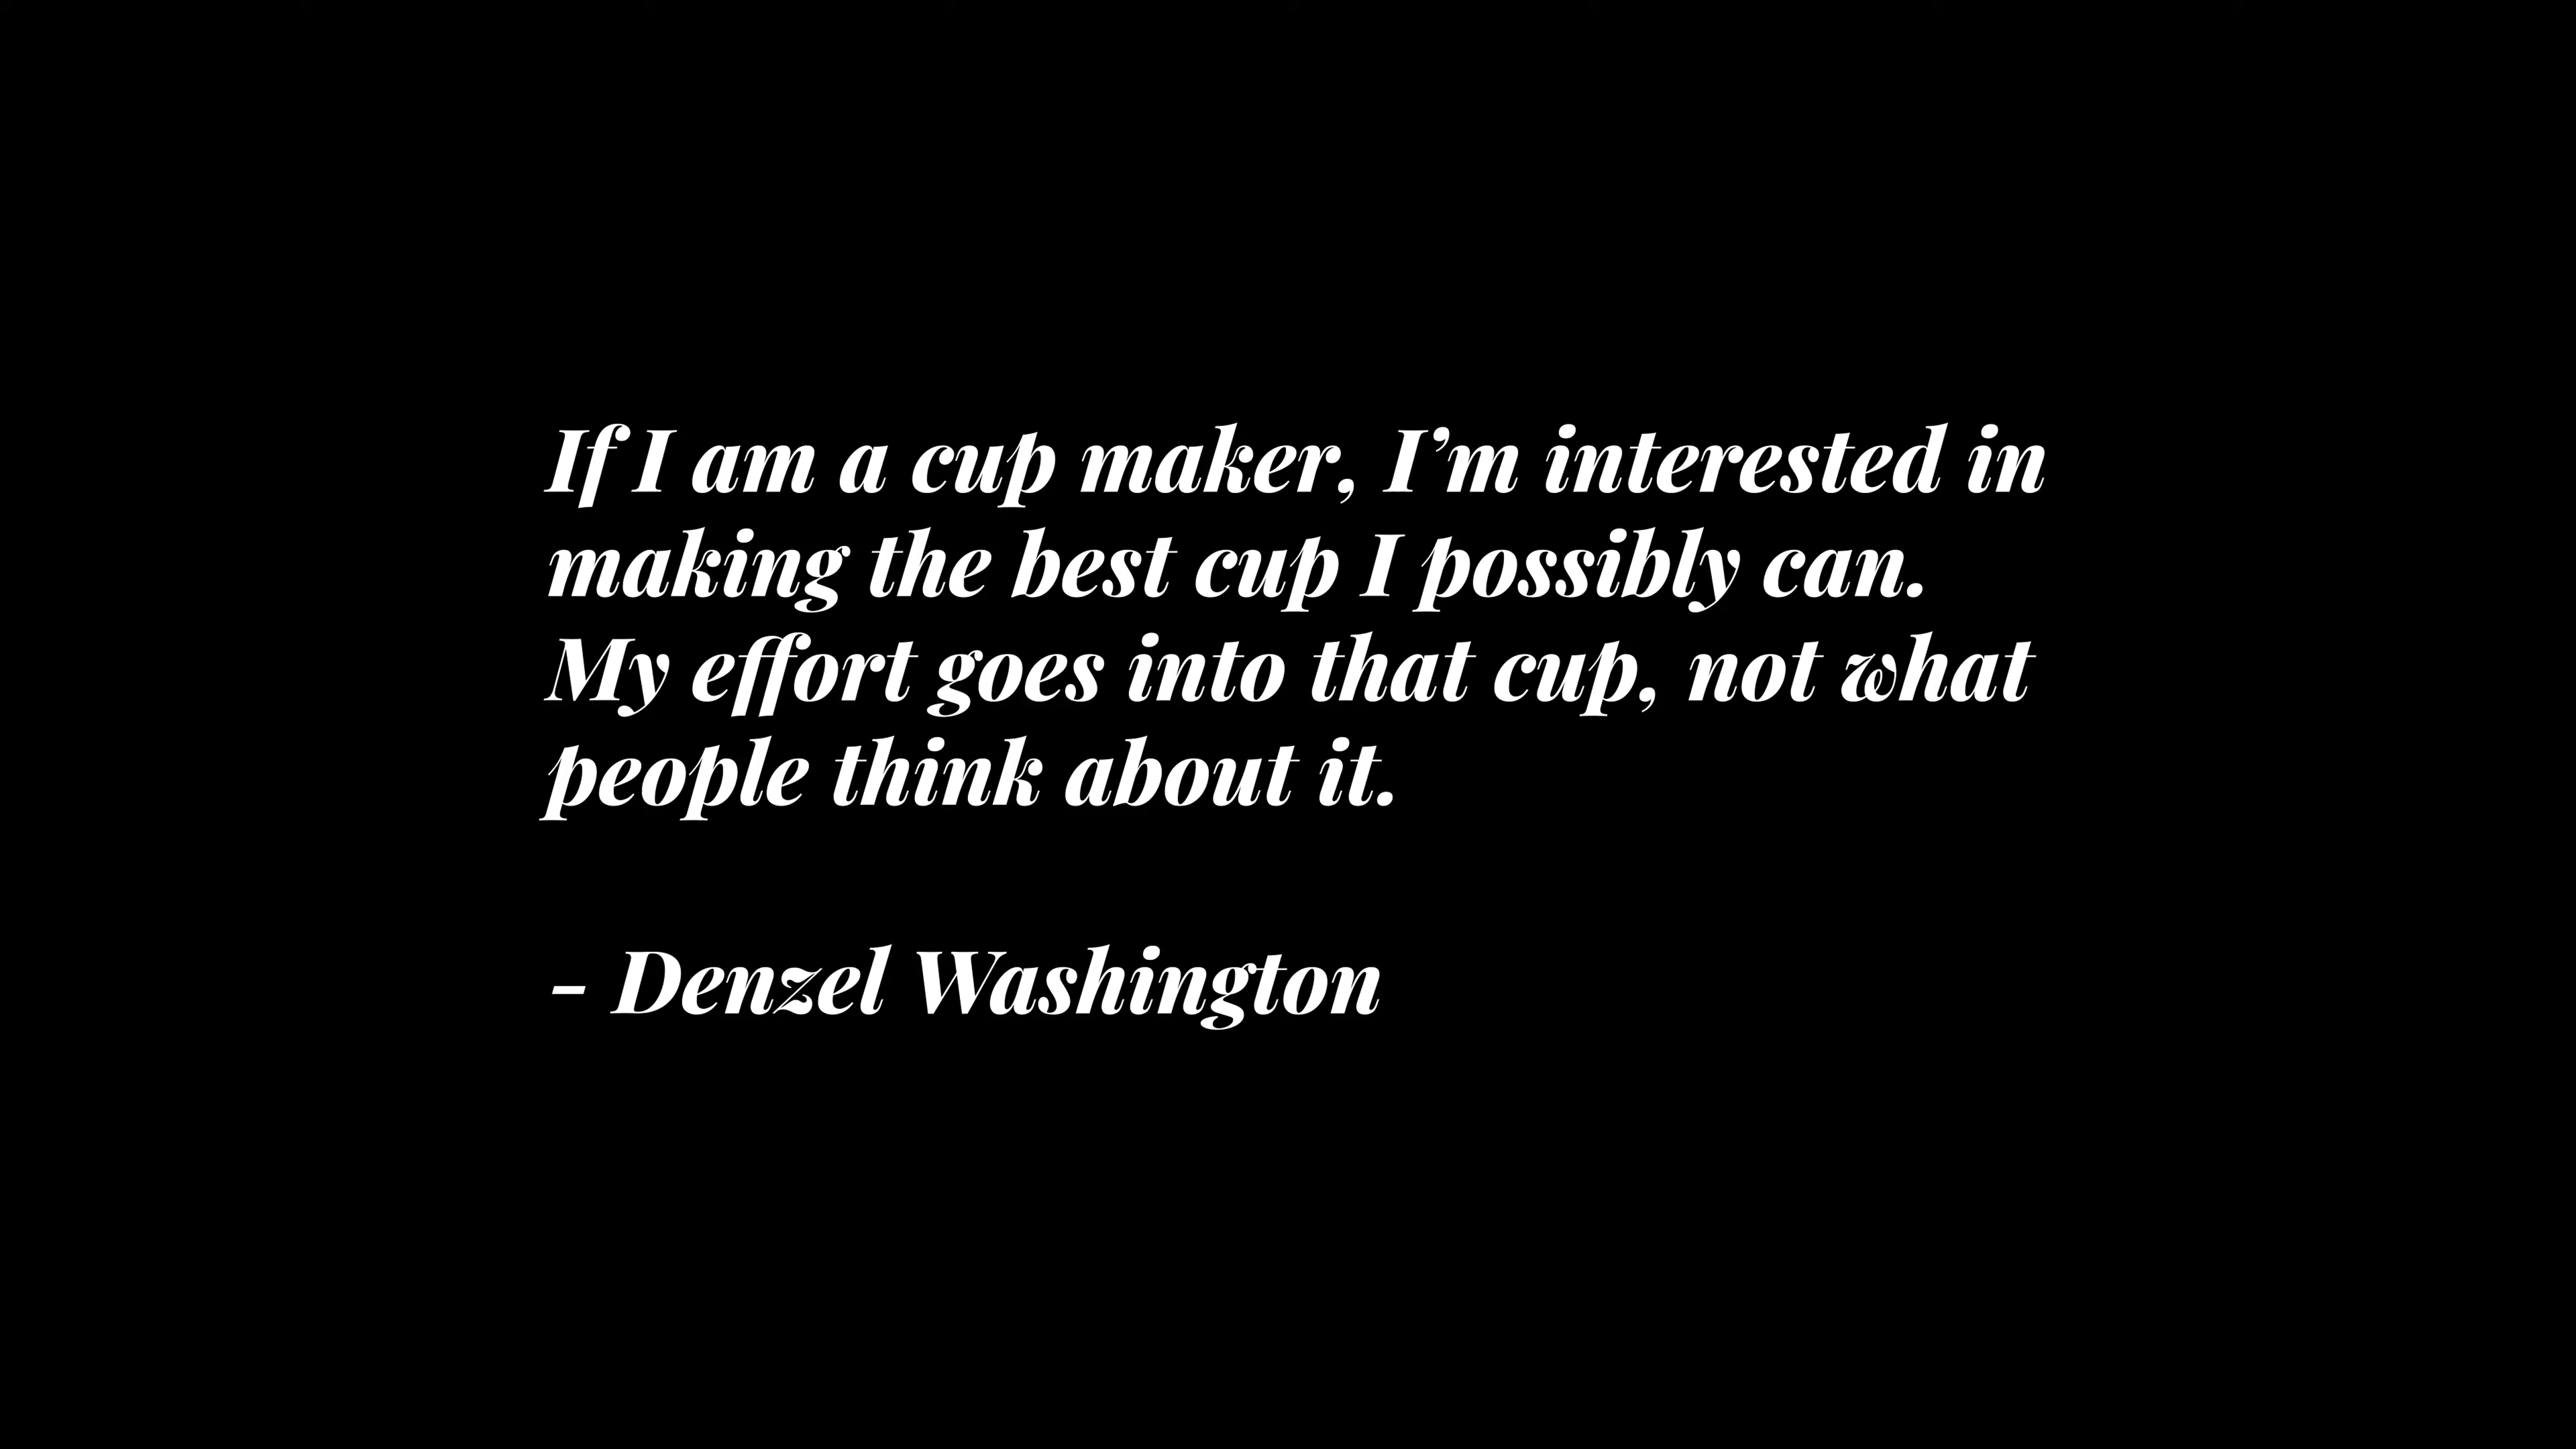 If I am a cup maker, I’m interested in
making the best cup I possibly can.
My effort goes into that cup, not what
people think about it.
- Denzel Washington